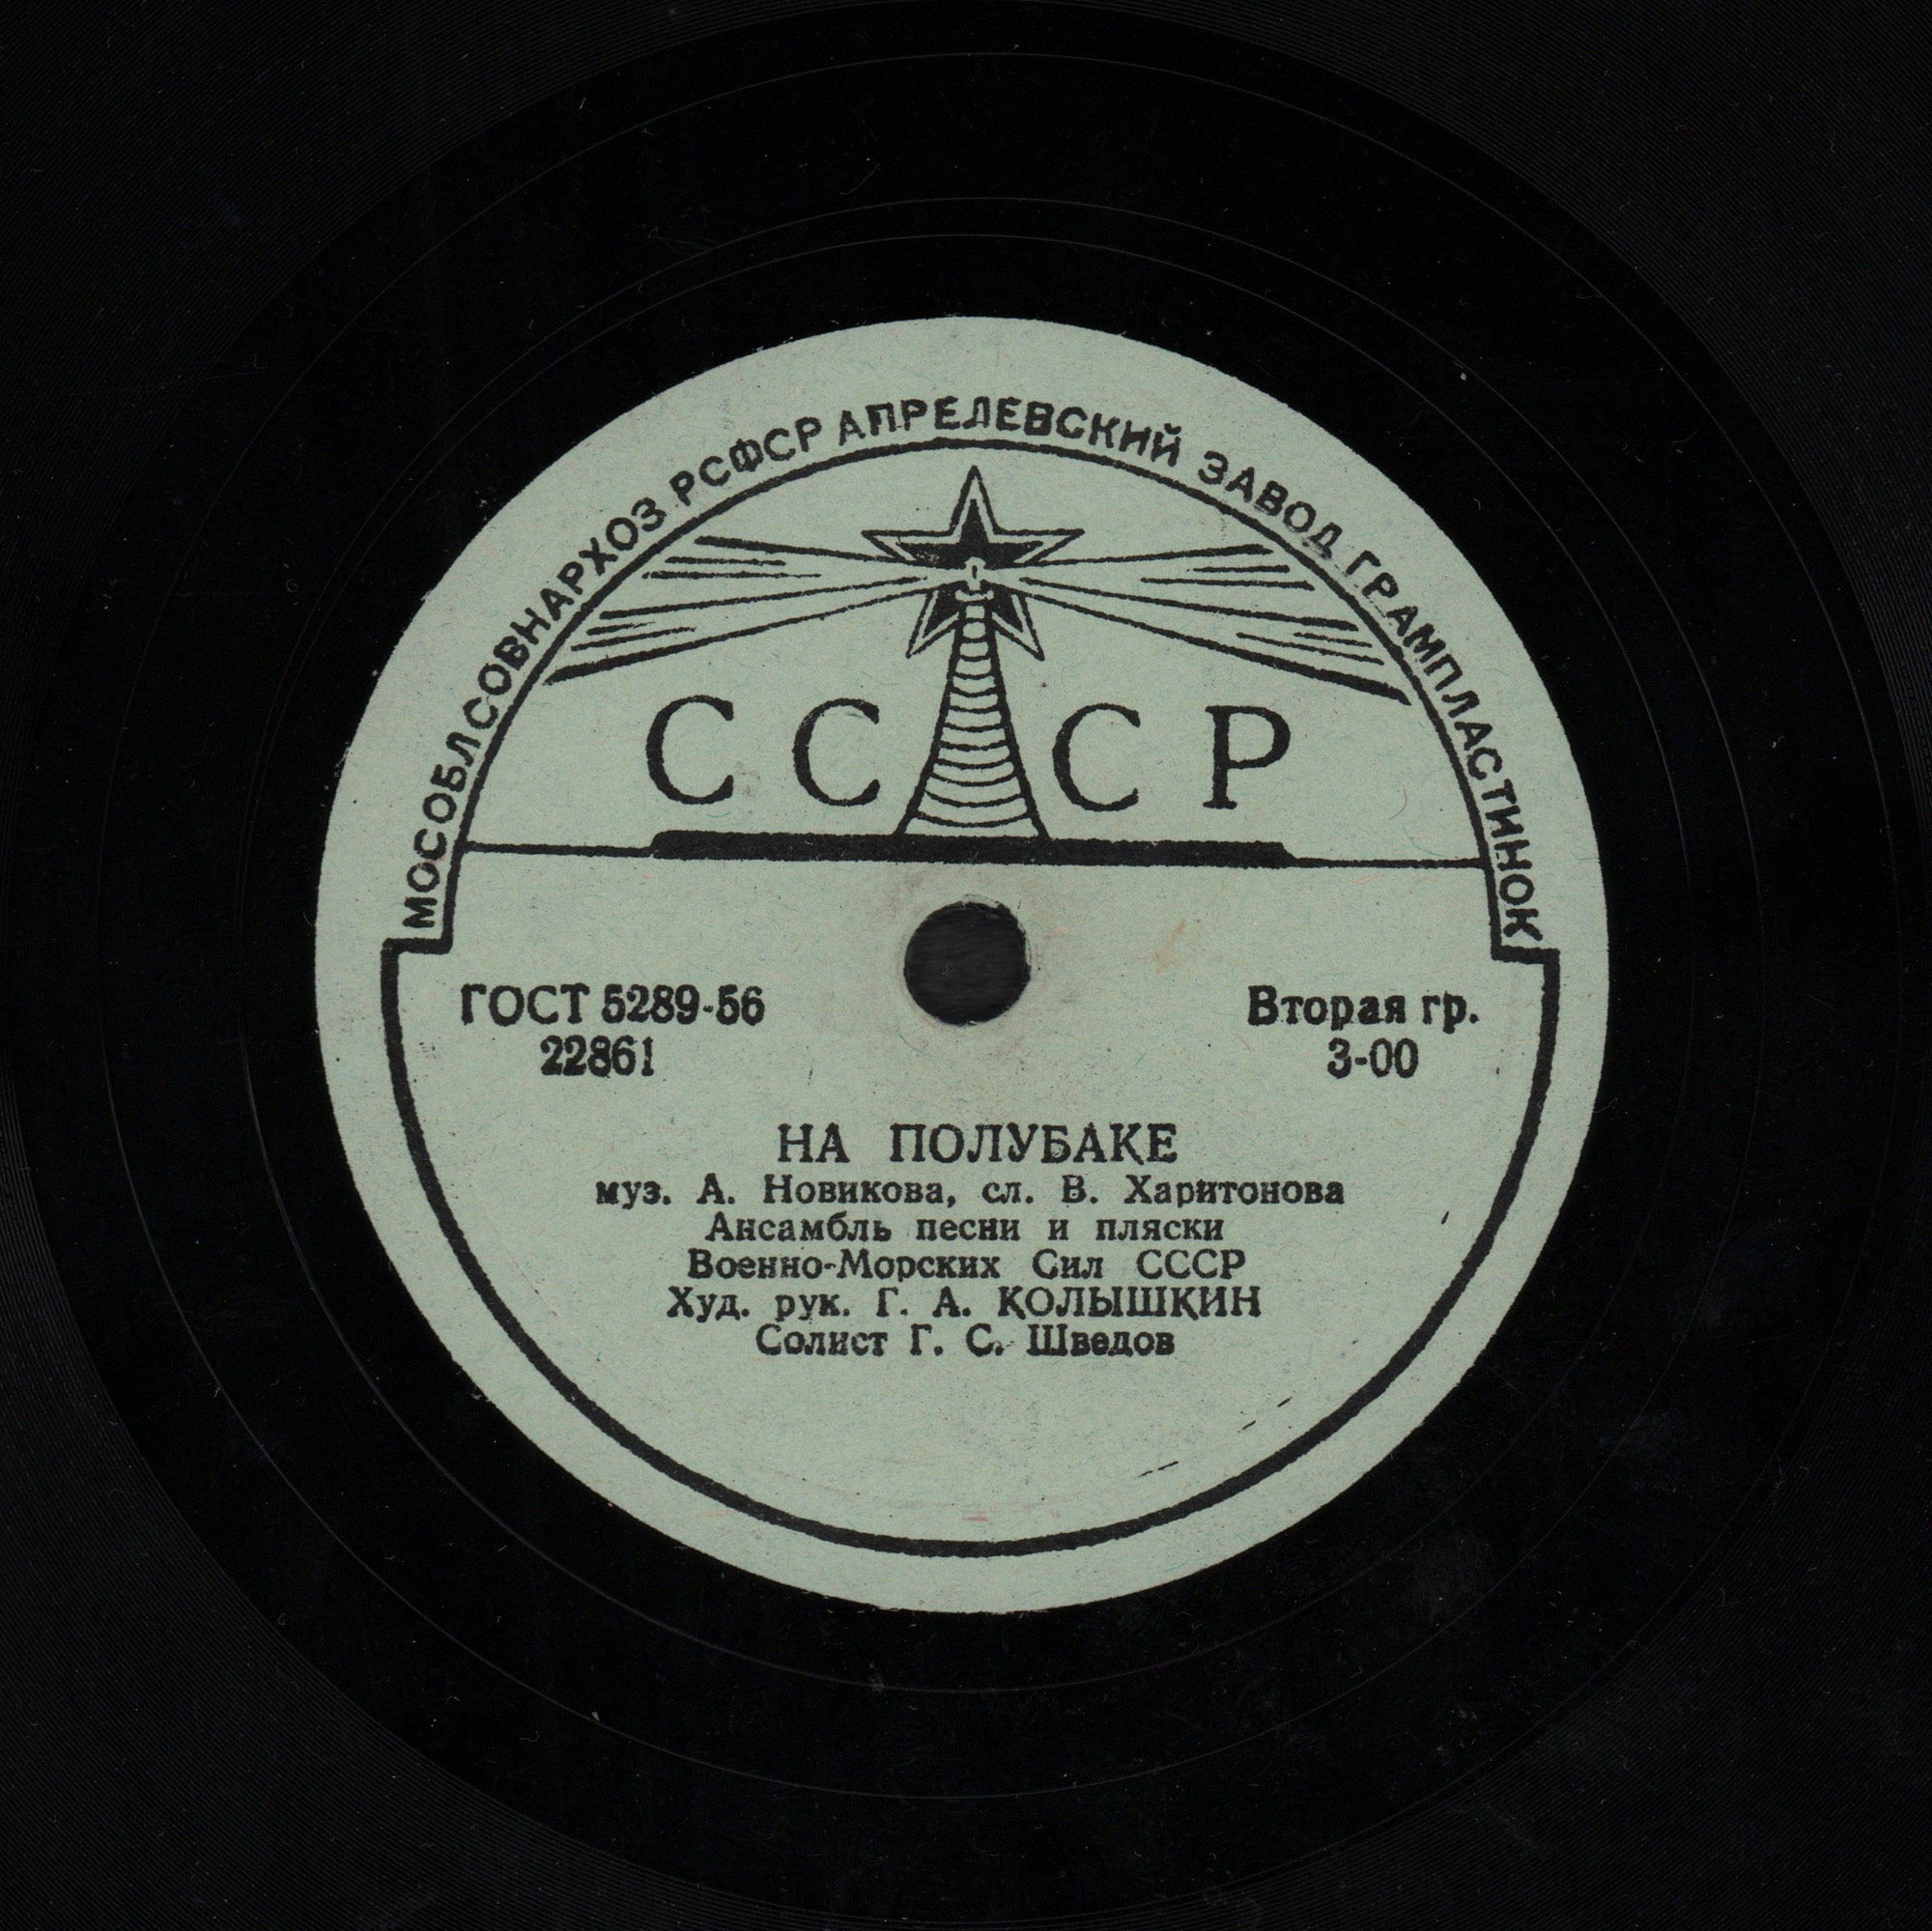 МОСОБЛСОВНАРХОЗ РСФСР АПРЕЛЕВСКИЙ ЗАВОД ГРАМПЛАСТИНОК
СССР
ГОСТ 5289-56
22861
Вторая гр.
3-00
НА ПОЛУБАКЕ
муз. А. Новикова, сл. В. Харитонова
Ансамбль песни и пляски
Военно-Морских Сил СССР
Худ. рук. Г. А. КОЛЫШКИН
Солист Г. С. Шведов